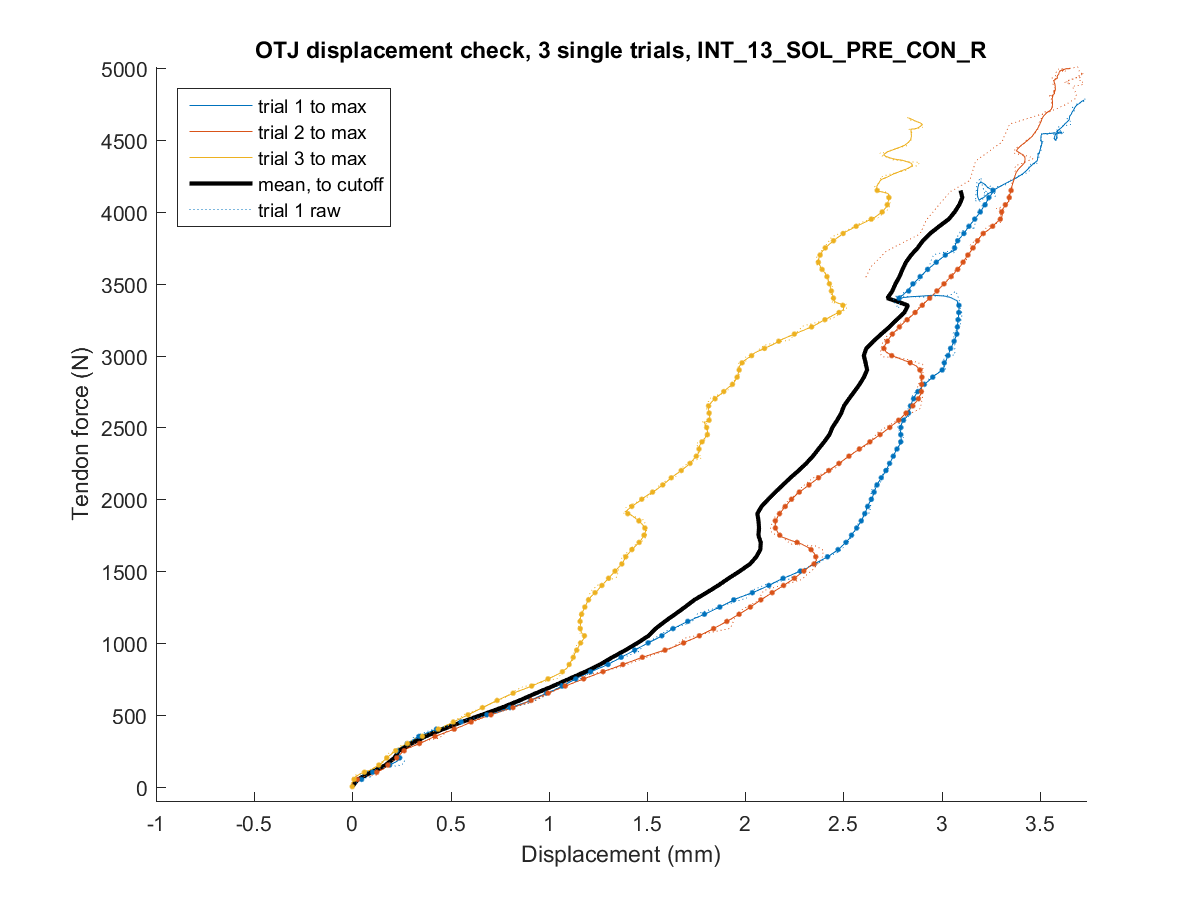 OTJ displacement check, 3 single trials, INT_13_SOL_PRE_CON_R
5000
4500
4000
3500
3000
2500
2000
1500
1000
500
0
Tendon force (N)
trial 1 to max
trial 2 to max
trial 3 to max
mean, to cutoff
trial 1 raw
-1
-0.5
0
0.5
1
1.5
2
2.5
3
3.5
Displacement (mm)